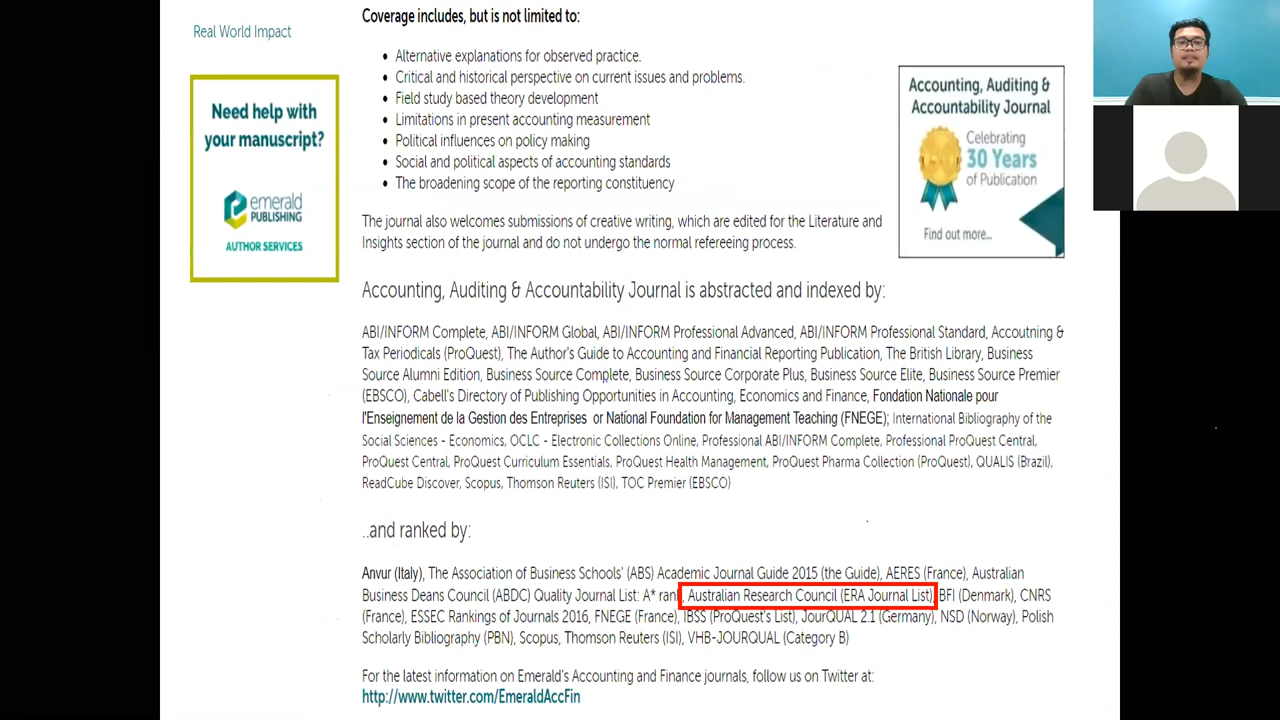 Real World Impact
Need help with
your manuscript?
emerald
PUBLISHING
AUTHOR SERVICES
Coverage includes, but is not limited to:
Alternative explanations for observed practice.
Critical and historical perspective on current issues and problems.
Field study based theory development
Limitations in present accounting measurement
Political influences on policy making
Social and political aspects of accounting standards
The broadening scope of the reporting constituency
The journal also welcomes submissions of creative writing, which are edited for the Literature and
Insights section of the journal and do not undergo the normal refereeing process.
Accounting, Auditing &
Accountability Journal
Celebrating
30 Years
of Publication
Find out more...
Accounting, Auditing & Accountability Journal is abstracted and indexed by:
ABI/INFORM Complete, ABI/INFORM Global, ABI/INFORM Professional Advanced, ABI/INFORM Professional Standard, Accoutning &
Tax Periodicals (ProQuest), The Author's Guide to Accounting and Financial Reporting Publication, The British Library, Business
Source Alumni Edition, Business Source Complete, Business Source Corporate Plus, Business Source Elite, Business Source Premier
(EBSCO), Cabell's Directory of Publishing Opportunities in Accounting, Economics and Finance, Fondation Nationale pour
l'Enseignement de la Gestion des Entreprises or National Foundation for Management Teaching (FNEGE); International Bibliography of the
Social Sciences - Economics, OCLC - Electronic Collections Online, Professional ABI/INFORM Complete, Professional ProQuest Central,
ProQuest Central, ProQuest Curriculum Essentials, ProQuest Health Management, ProQuest Pharma Collection (ProQuest), QUALIS (Brazil),
ReadCube Discover, Scopus, Thomson Reuters (ISI), TOC Premier (EBSCO)
..and ranked by:
Anvur (Italy), The Association of Business Schools' (ABS) Academic Journal Guide 2015 (the Guide), AERES (France), Australian
Business Deans Council (ABDC) Quality Journal List: A* rank, Australian Research Council (ERA Journal List), BFI (Denmark), CNRS
(France), ESSEC Rankings of Journals 2016, FNEGE (France), IBSS (ProQuest's List), JourQUAL 2.1 (Germany), NSD (Norway), Polish
Scholarly Bibliography (PBN), Scopus, Thomson Reuters (ISI), VHB-JOURQUAL (Category B)
For the latest information on Emerald's Accounting and Finance journals, follow us on Twitter at:
http://www.twitter.com/EmeraldAccFin